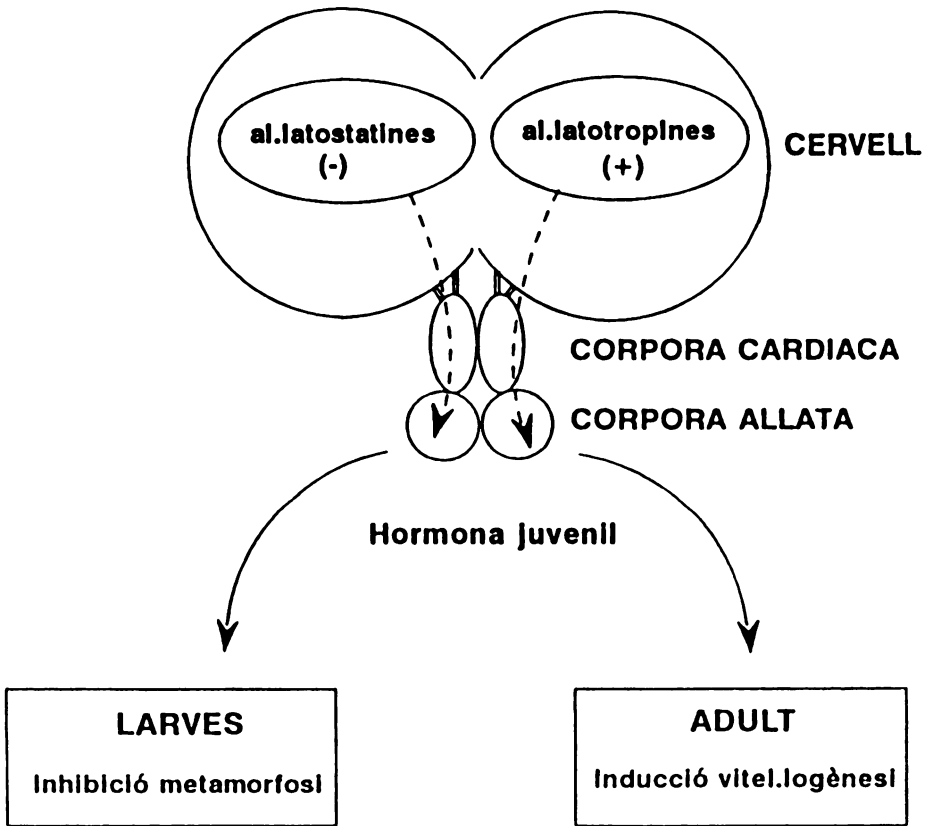 al.latostatines
(-)
al.latotropines
(+)
CERVELL
CORPORA CARDIACA
CORPORA ALLATA
Hormona juvenil
LARVES
Inhibició metamorfosi
ADULT
Inducció vitel.logènesi